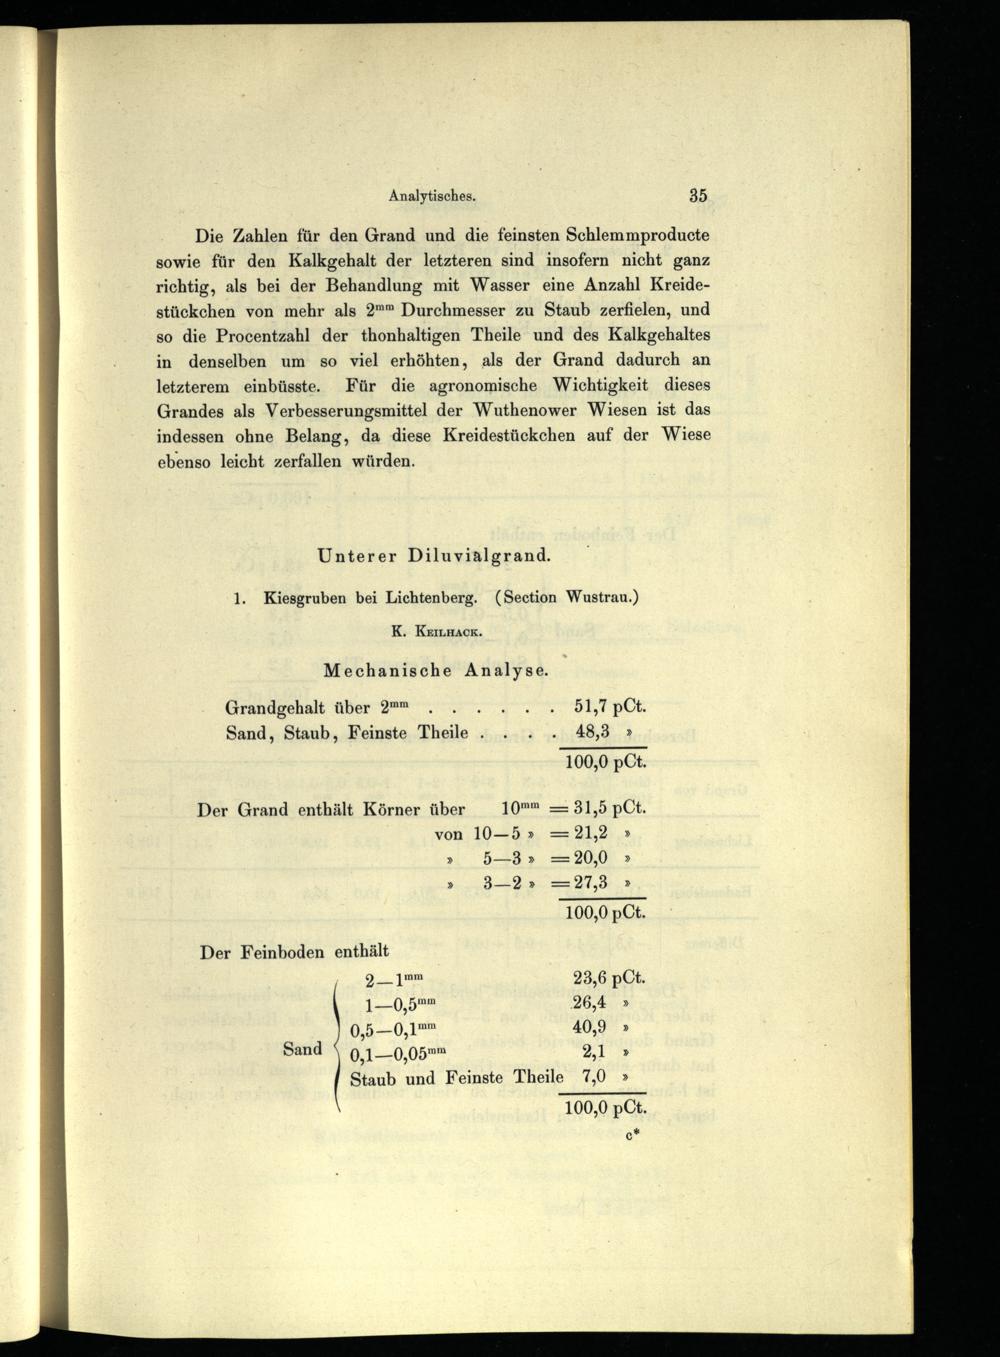 Analytisches. 35
Die Zahlen für den Grand und die feinsten Schlemmproducte
sowie für den Kalkgehalt der letzteren sind insofern nicht ganz
richtig, als bei der Behandlung mit Wasser eine Anzahl Kreide-
stückchen von mehr als 2mm Durchmesser zu Staub zerfielen, und
so die Procentzahl der thonhaltigen Theile und des Kalkgehaltes
in denselben um so viel erhöhten, als der Grand dadurch an
letzterem einbüsste. Für die agronomische Wichtigkeit dieses
Grandes als Verbesserungsmittel der Wuthenower Wiesen ist das
indessen ohne Belang, da diese Kreidestückchen auf der Wiese
ebenso leicht zerfallen würden.
Unterer Diluvialgrand.
1. Kiesgruben bei Lichtenberg. (Section Wustrau.)
K. KEILHACK.
Mechanische Analyse.
Grandgehalt über 2mm . . . . . . 51,7 pCt.
Sand, Staub, Feinste Theile . . . . 48,3 »
100,0 pCt.
Der Grand enthält Körner über 10mm = 31,5 pCt.
von 10—5 » = 21,2 »
» 5—3 » = 20,0 »
» 3—2 » = 27,3 »
100,0 pCt.
Der Feinboden enthält
2—1mm 23,6 pCt.
1—0,5mm 26,4 »
0,5—0,1mm 40,9 »
Sand 0,1—0,05mm 2,1 »
Staub und Feinste Theile 7,0 »
100,0 pCt.
c*